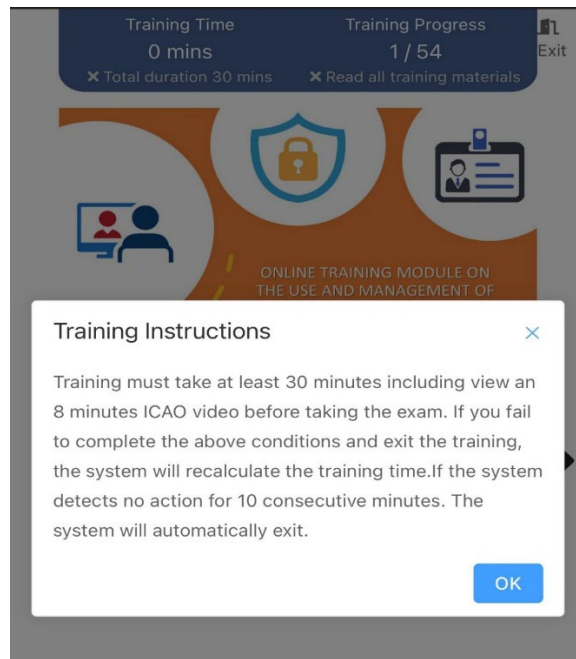 Training Time
Training Progress
0 mins
1 / 54
Exit
× Total duration 30 mins
× Read all training materials
ONLINE TRAINING MODULE ON
THE USE AND MANAGEMENT OF
Training Instructions
×
Training must take at least 30 minutes including view an
8 minutes ICAO video before taking the exam. If you fail
to complete the above conditions and exit the training,
the system will recalculate the training time.If the system
detects no action for 10 consecutive minutes. The
system will automatically exit.
OK